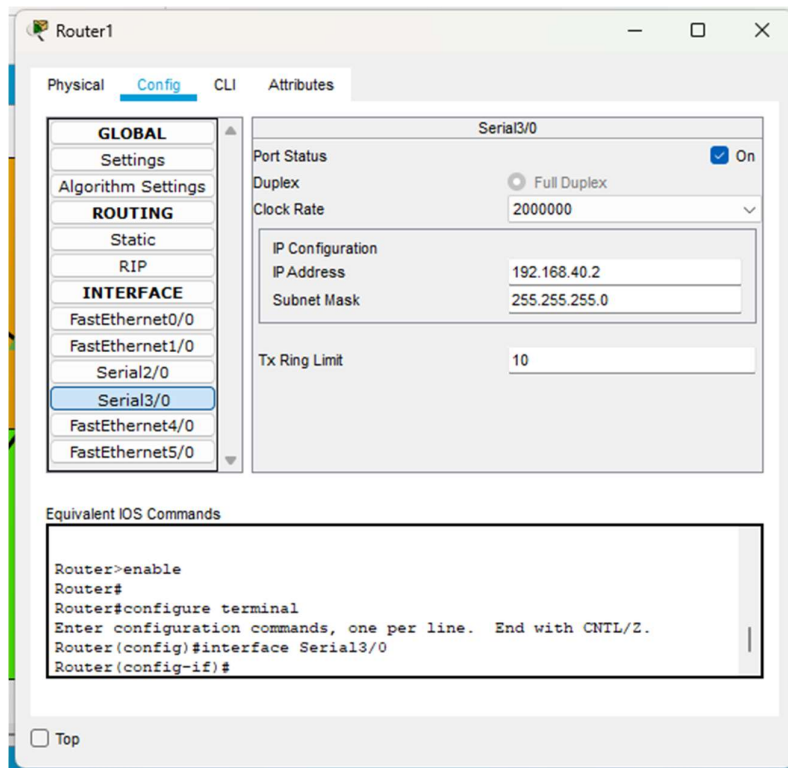 Router1
Physical Config CLI Attributes
GLOBAL
Settings
Algorithm Settings
ROUTING
Static
RIP
INTERFACE
FastEthernet0/0
FastEthernet1/0
Serial2/0
Serial3/0
FastEthernet4/0
FastEthernet5/0
Serial3/0
Port Status On
Duplex Full Duplex
Clock Rate 2000000
IP Configuration
IP Address 192.168.40.2
Subnet Mask 255.255.255.0
Tx Ring Limit 10
Equivalent IOS Commands
Router>enable
Router#
Router#configure terminal
Enter configuration commands, one per line. End with CNTL/Z.
Router(config)#interface Serial3/0
Router(config-if)#
Top